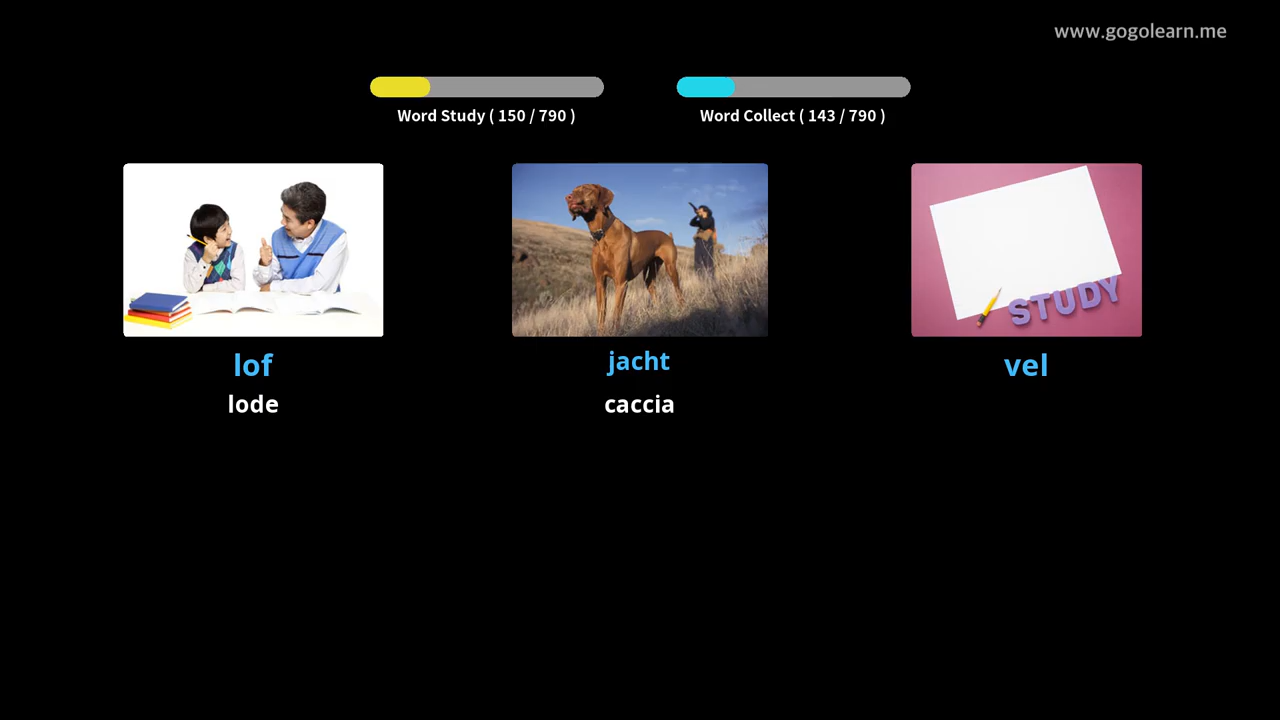 www.gogolearn.me
Word Study ( 150 / 790 )
Word Collect ( 143 / 790 )
STUDY
lof
jacht
vel
lode
caccia